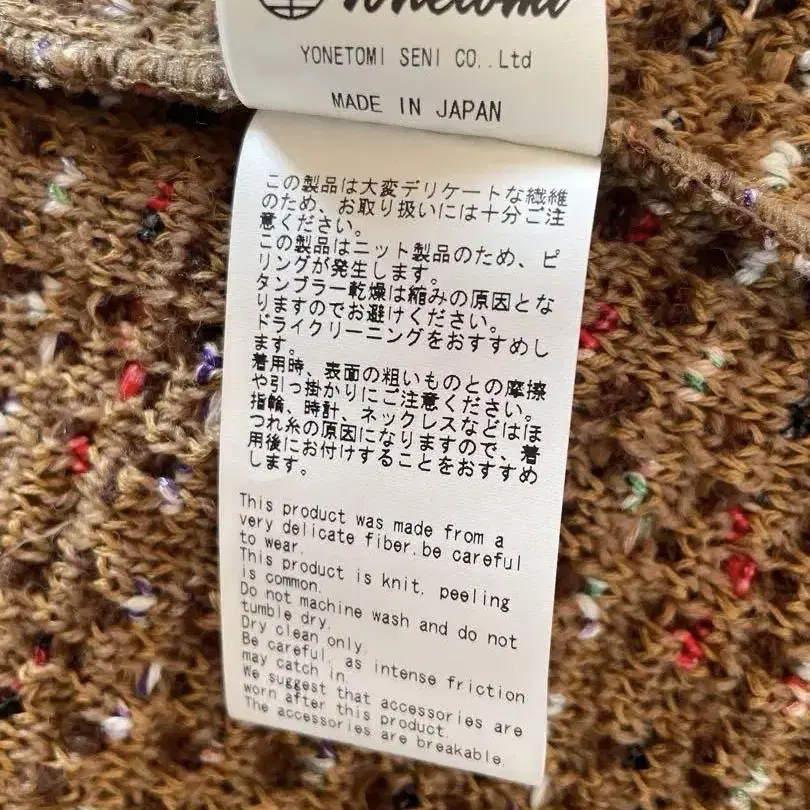 Yonetomi
YONETOMI SENI CO,.Ltd
MADE IN JAPAN
この製品は大変デリケートな繊維
のため、お取り扱いには十分ご注
意ください。
この製品はニット製品のため、ピ
リングが発生します。
タンブラー乾燥は縮みの原因とな
りますのでお避けください。
ドライクリーニングをおすすめし
ます。
着用時、表面の粗いものとの摩擦
や引っ掛かりにご注意ください。
指輪、時計、ネックレスなどはほ
つれ糸の原因になりますので、着
用後にお付けすることをおすすめ
します。
This product was made from a
very delicate fiber,be careful
to wear.
This product is knit, peeling
is common.
Do not machine wash and do not
tumble dry.
Dry clean only.
Be careful, as intense friction
may catch in.
We suggest that accessories are
worn after this product.
The accessories are breakable.